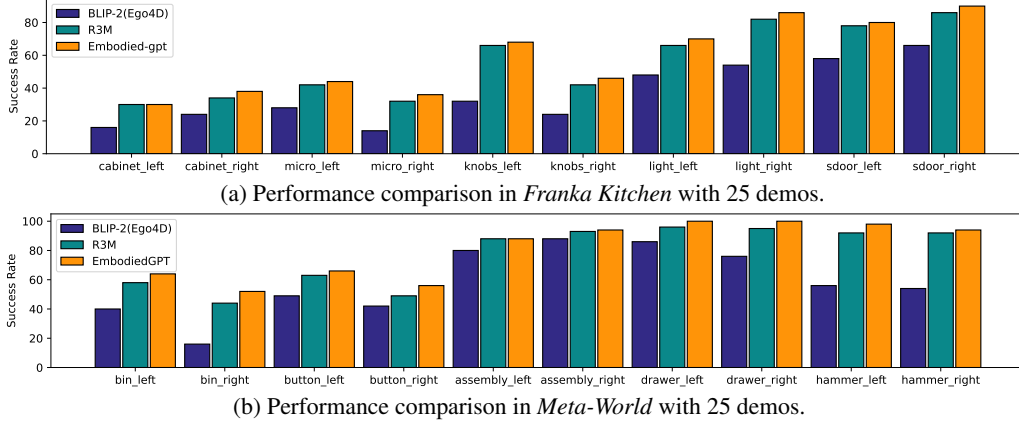 BLIP-2(Ego4D)
R3M
Embodied-gpt
Success Rate
80
60
40
20
0
cabinet_left cabinet_right micro_left micro_right knobs_left knobs_right light_left light_right sdoor_left sdoor_right
(a) Performance comparison in Franka Kitchen with 25 demos.
BLIP-2(Ego4D)
R3M
EmbodiedGPT
Success Rate
100
80
60
40
20
0
bin_left bin_right button_left button_right assembly_left assembly_right drawer_left drawer_right hammer_left hammer_right
(b) Performance comparison in Meta-World with 25 demos.